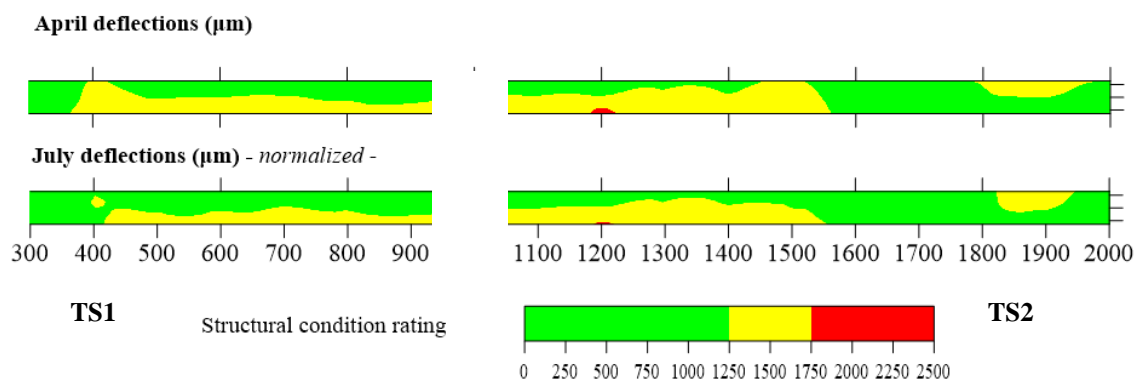 April deflections (µm)
July deflections (µm) - normalized -
300 400 500 600 700 800 900 1100 1200 1300 1400 1500 1600 1700 1800 1900 2000
TS1
TS2
Structural condition rating
0 250 500 750 1000 1250 1500 1750 2000 2250 2500